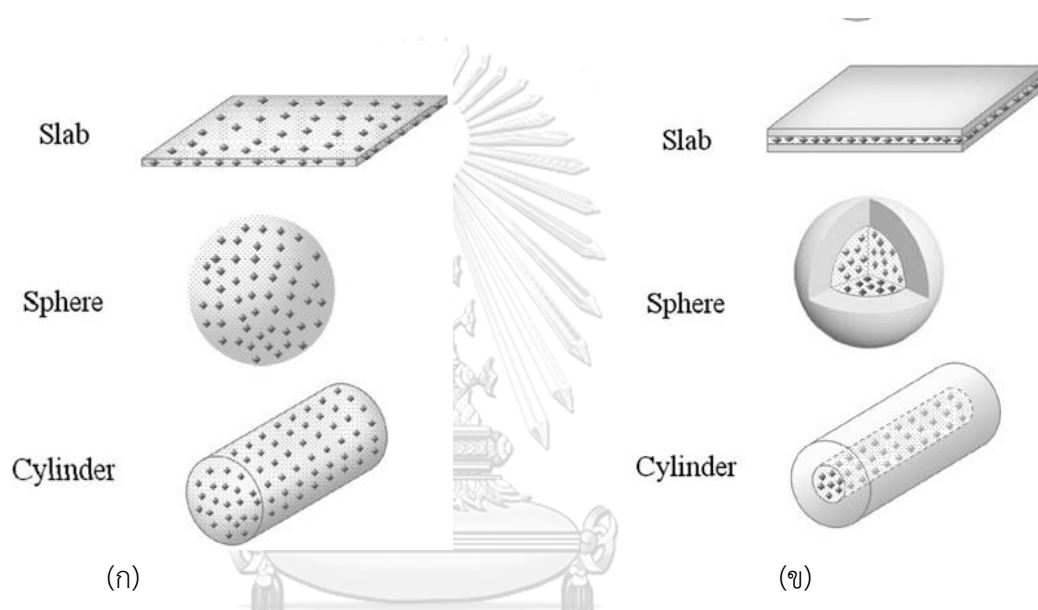 Slab
Sphere
Cylinder
(ก)
Slab
Sphere
Cylinder
(ข)